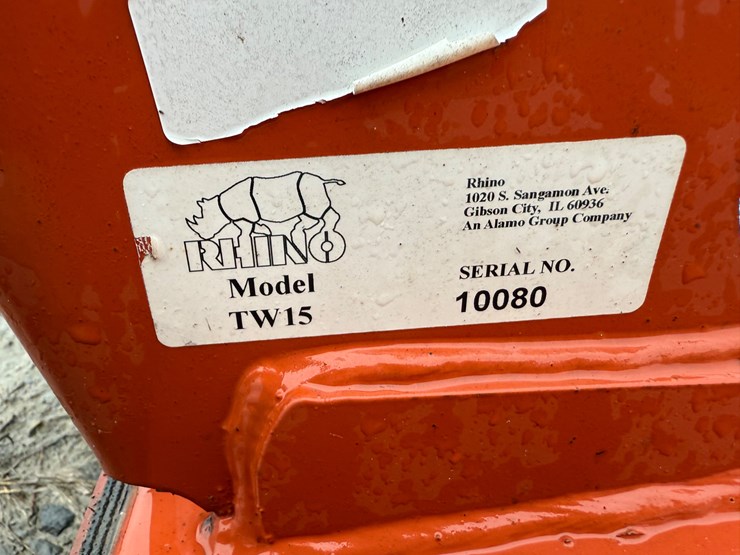 RHINO
Model
TW15
Rhino
1020 S. Sangamon Ave.
Gibson City, IL 60936
An Alamo Group Company
SERIAL NO.
10080